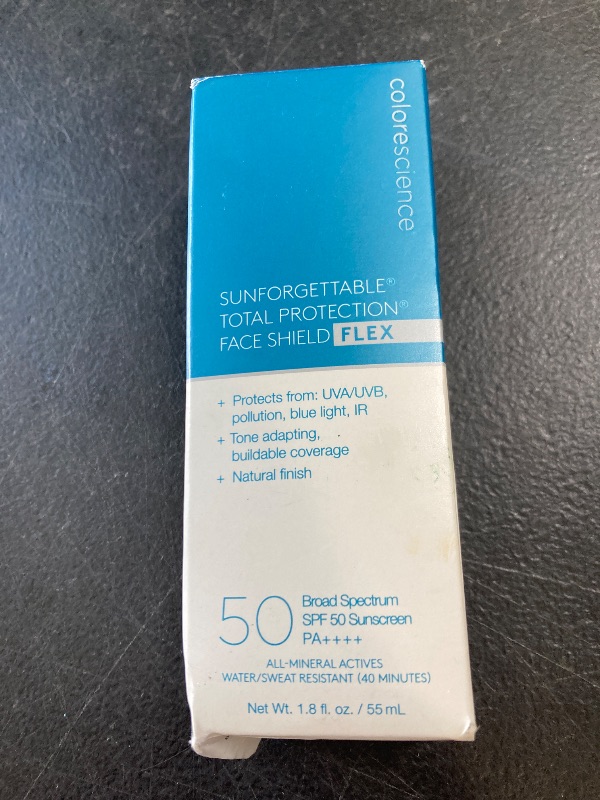 colorescience®
SUNFORGETTABLE®
TOTAL PROTECTION®
FACE SHIELD FLEX
+ Protects from: UVA/UVB,
pollution, blue light, IR
+ Tone adapting,
buildable coverage
+ Natural finish
50
Broad Spectrum
SPF 50 Sunscreen
PA++++
ALL-MINERAL ACTIVES
WATER/SWEAT RESISTANT (40 MINUTES)
Net Wt. 1.8 fl. oz. / 55 mL